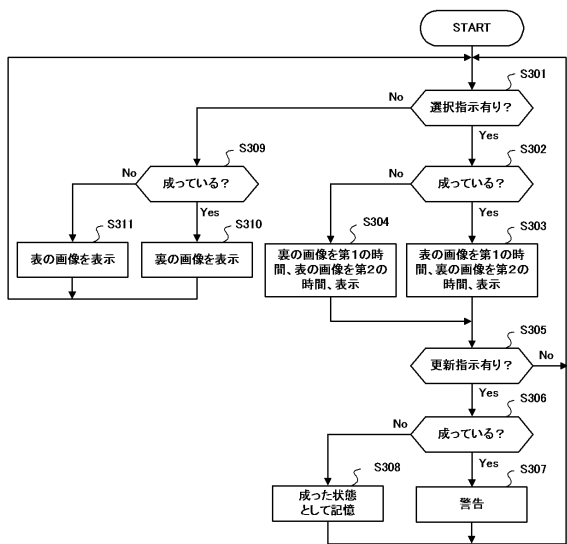 START
S301
選択指示有り？
No
Yes
S302
成っている？
No
Yes
S309
成っている？
No
Yes
S311
表の画像を表示
S310
裏の画像を表示
S304
裏の画像を第1の時
間、表の画像を第2の
時間、表示
S303
表の画像を第1の時
間、裏の画像を第2の
時間、表示
S305
更新指示有り？
No
Yes
S306
成っている？
No
Yes
S308
成った状態
として記憶
S307
警告